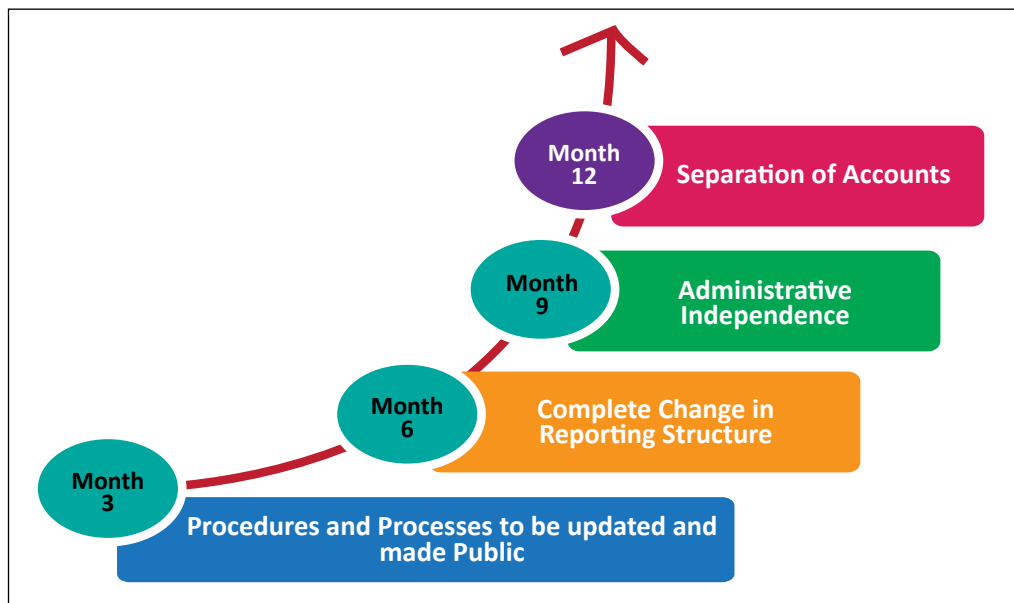 Month
12
Separation of Accounts
Month
9
Administrative
Independence
Month
6
Complete Change in
Reporting Structure
Month
3
Procedures and Processes to be updated and
made Public